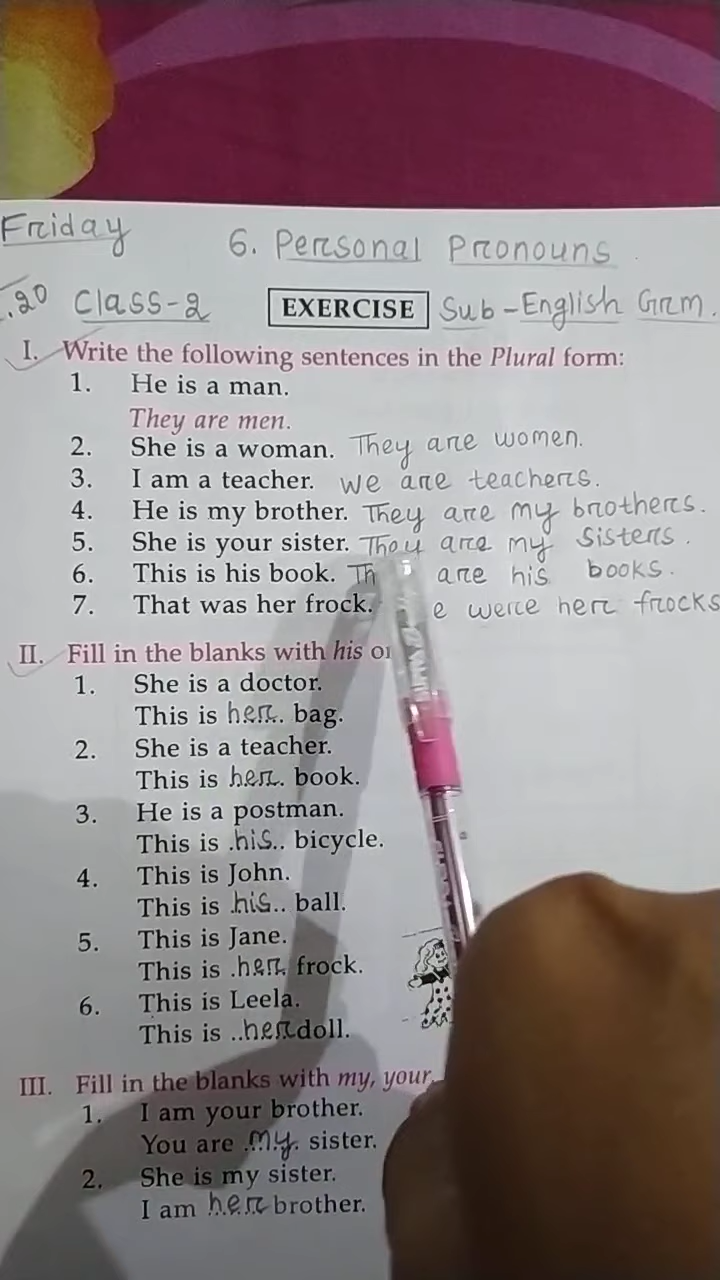 Friday 6. Personal Pronouns
.20 Class-2 EXERCISE Sub-English Grm.
I. Write the following sentences in the Plural form:
1. He is a man.
They are men.
2. She is a woman. They are women.
3. I am a teacher. we are teachers.
4. He is my brother. They are my brothers.
5. She is your sister. They are my Sisters.
6. This is his book. Th are his books.
7. That was her frock. e were her frocks
II. Fill in the blanks with his or
1. She is a doctor.
This is her. bag.
2. She is a teacher.
This is her. book.
3. He is a postman.
This is .his.. bicycle.
4. This is John.
This is .his.. ball.
5. This is Jane.
This is .her. frock.
6. This is Leela.
This is ..her doll.
III. Fill in the blanks with my, your,
1. I am your brother.
You are ..my. sister.
2. She is my sister.
I am her brother.